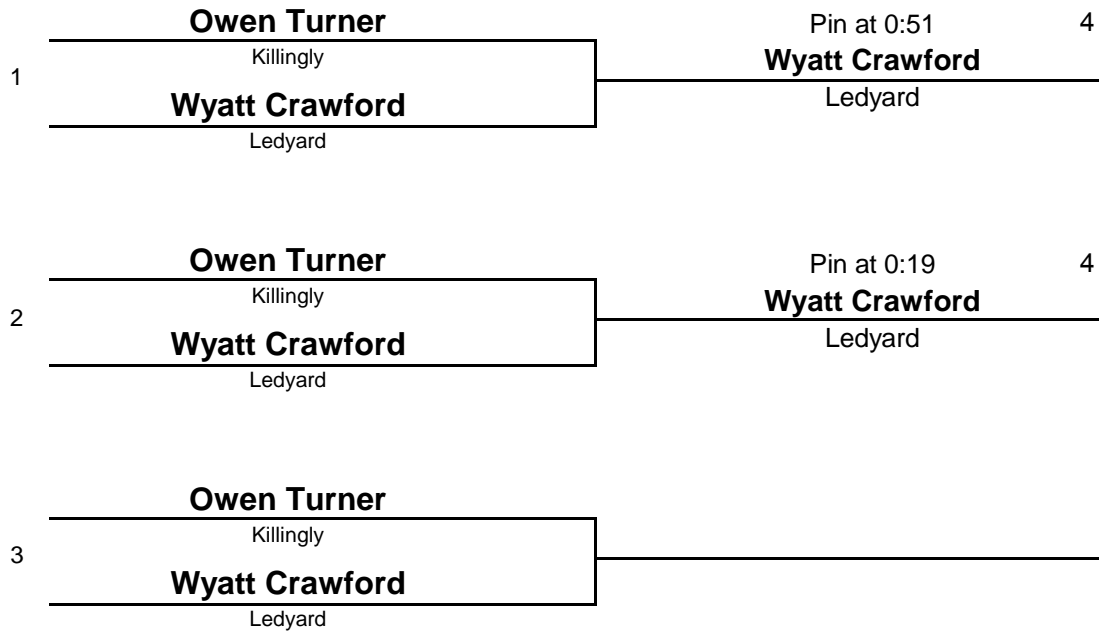 Owen Turner
Killingly
1
Wyatt Crawford
Ledyard
Pin at 0:51 4
Wyatt Crawford
Ledyard
Owen Turner
Killingly
2
Wyatt Crawford
Ledyard
Pin at 0:19 4
Wyatt Crawford
Ledyard
Owen Turner
Killingly
3
Wyatt Crawford
Ledyard